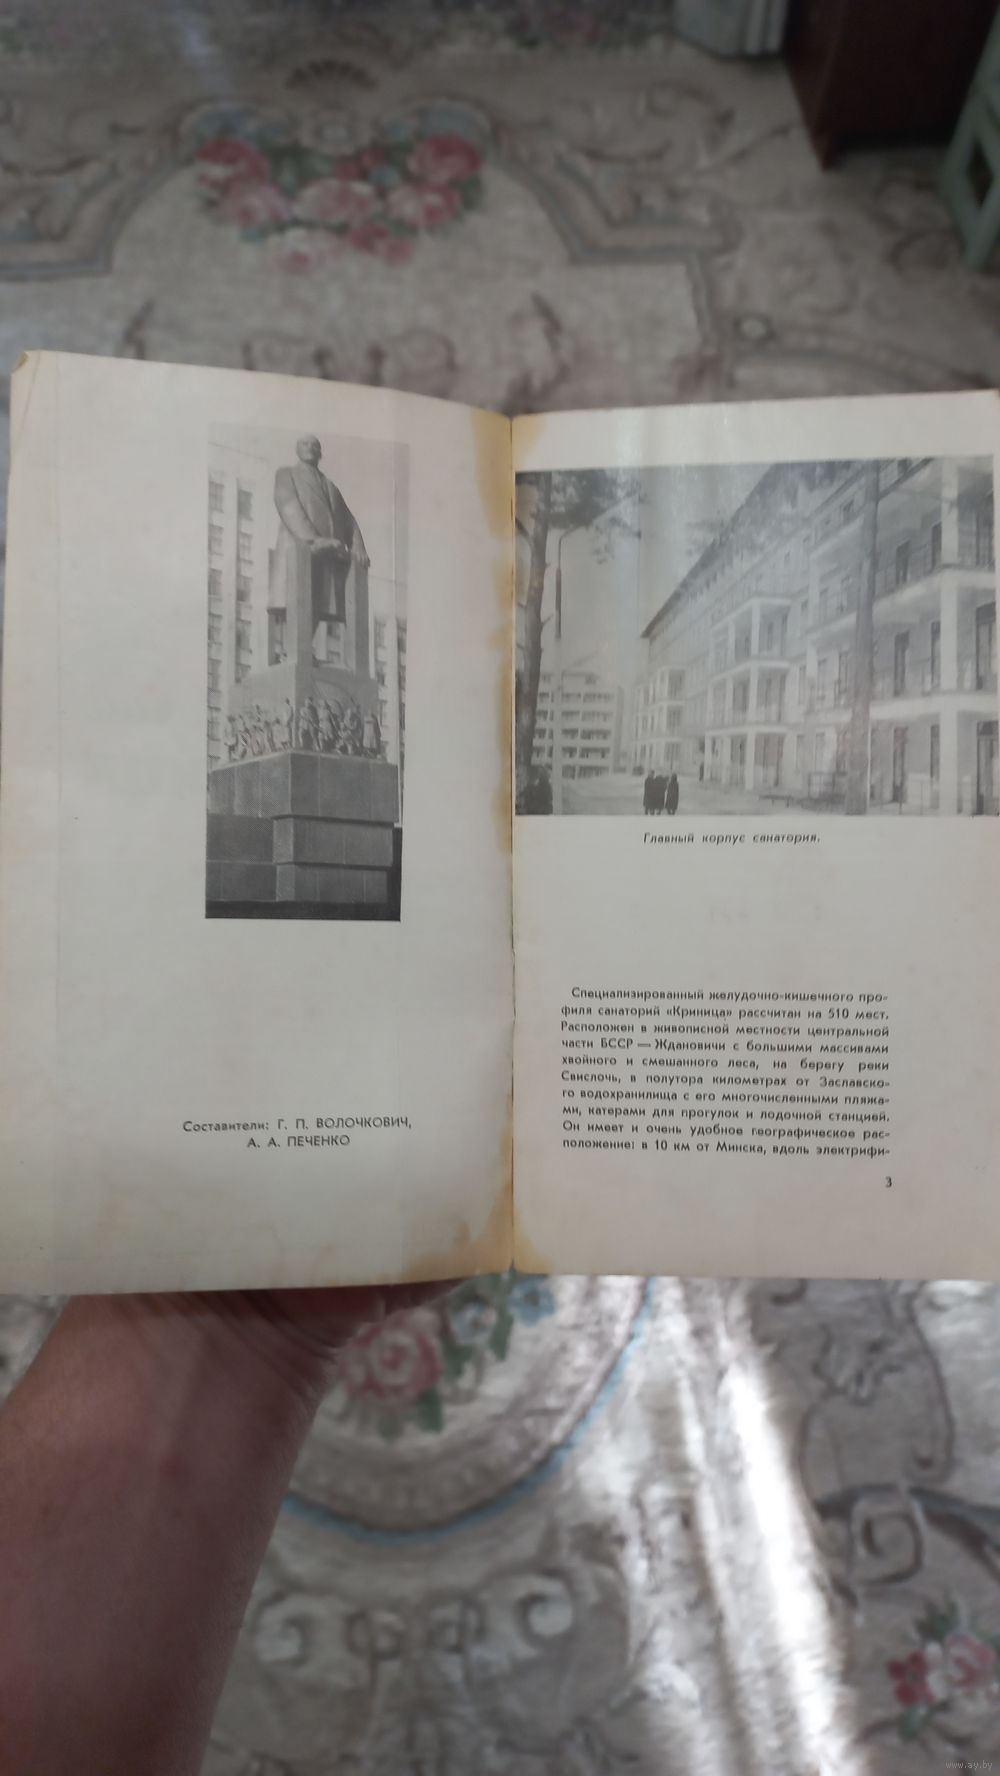 Составители: Г. П. ВОЛОЧКОВИЧ,
А. А. ПЕЧЕНКО
Главный корпус санатория.
Специализированный желудочно-кишечного про-
филя санаторий «Криница» рассчитан на 510 мест.
Расположен в живописной местности центральной
части БССР — Ждановичи с большими массивами
хвойного и смешанного леса, на берегу реки
Свислочь, в полутора километрах от Заславско-
го водохранилища с его многочисленными пляжа-
ми, катерами для прогулок и лодочной станцией.
Он имеет и очень удобное географическое рас-
положение: в 10 км от Минска, вдоль электрифи-
3
www.ay.by